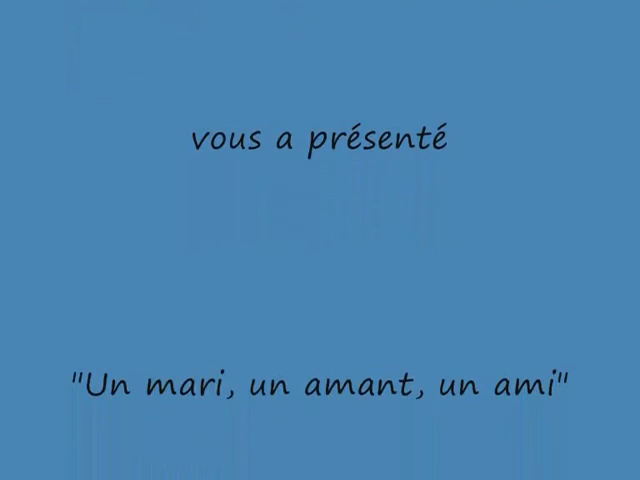 vous a présenté
"Un mari, un amant, un ami"